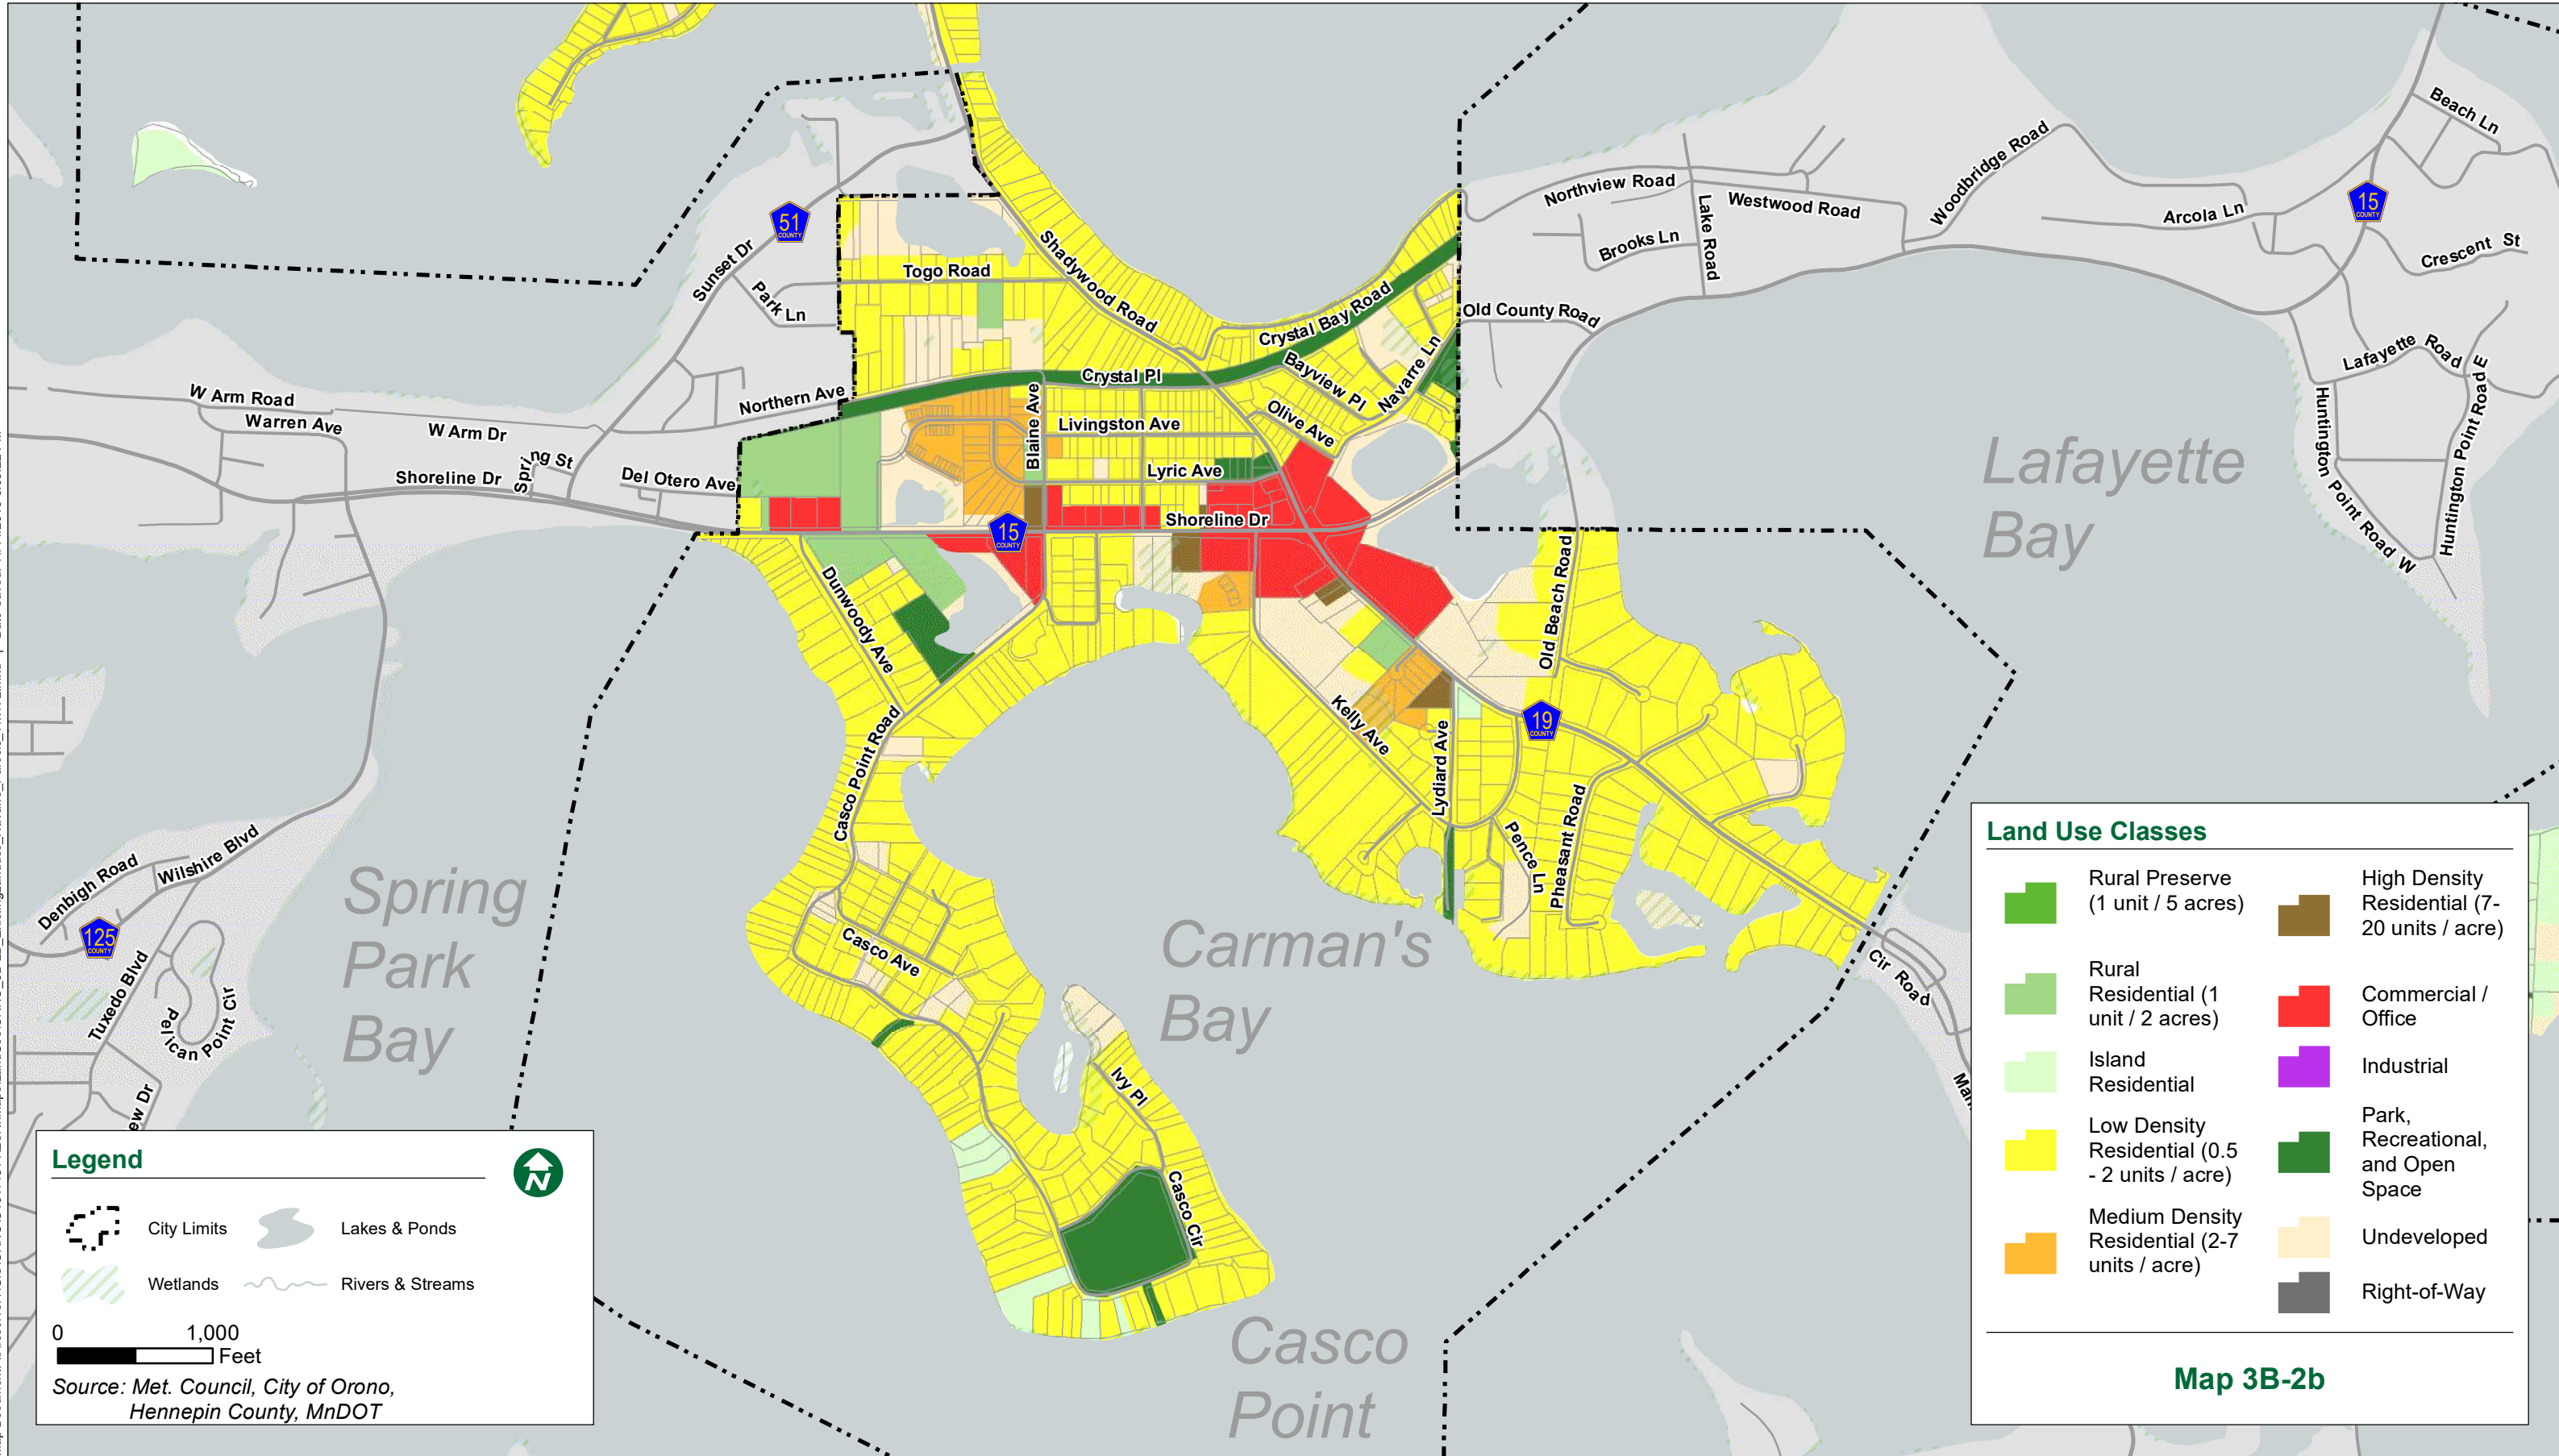 Beach Ln
Woodbridge Road
Northview Road
Westwood Road
Lake Road
Brooks Ln
Arcola Ln
15
COUNTY
Crescent St
51
COUNTY
Sunset Dr
Park Ln
Togo Road
Shadywood Road
Crystal Bay Road
Old County Road
Bayview Pl
Navarre Ln
Crystal Pl
Lafayette Road
Huntington Point Road E
Huntington Point Road W
W Arm Road
Warren Ave
W Arm Dr
Northern Ave
Blaine Ave
Livingston Ave
Olive Ave
Lyric Ave
Shoreline Dr
Spring St
Del Otero Ave
Shoreline Dr
15
COUNTY
Lafayette
Bay
Dunwoody Ave
Old Beach Road
Kelly Ave
Lydiard Ave
19
COUNTY
Casco Point Road
Pence Ln
Pheasant Road
Denbigh Road
Wilshire Blvd
125
COUNTY
Tuxedo Blvd
Pelican Point Cir
ew Dr
Spring
Park
Bay
Casco Ave
Carman's
Bay
Cir Road
Ivy Pl
Casco Cir
Casco
Point
Legend
N
City Limits
Lakes & Ponds
Wetlands
Rivers & Streams
0 1,000
Feet
Source: Met. Council, City of Orono,
Hennepin County, MnDOT
Land Use Classes
Rural Preserve
(1 unit / 5 acres)
Rural
Residential (1
unit / 2 acres)
Island
Residential
Low Density
Residential (0.5
- 2 units / acre)
Medium Density
Residential (2-7
units / acre)
High Density
Residential (7-
20 units / acre)
Commercial /
Office
Industrial
Park,
Recreational,
and Open
Space
Undeveloped
Right-of-Way
Map 3B-2b